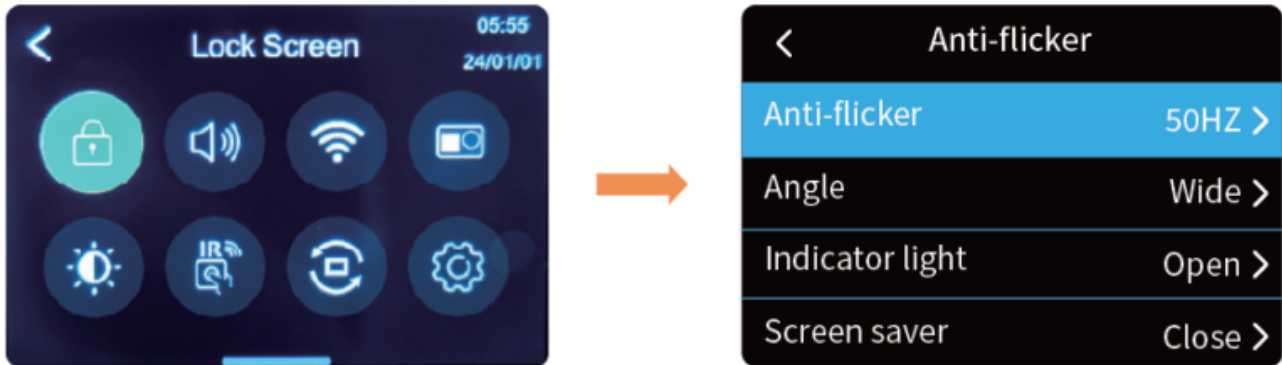 Lock Screen
05:55
24/01/01
IR
Anti-flicker
Anti-flicker 50HZ
Angle Wide
Indicator light Open
Screen saver Close